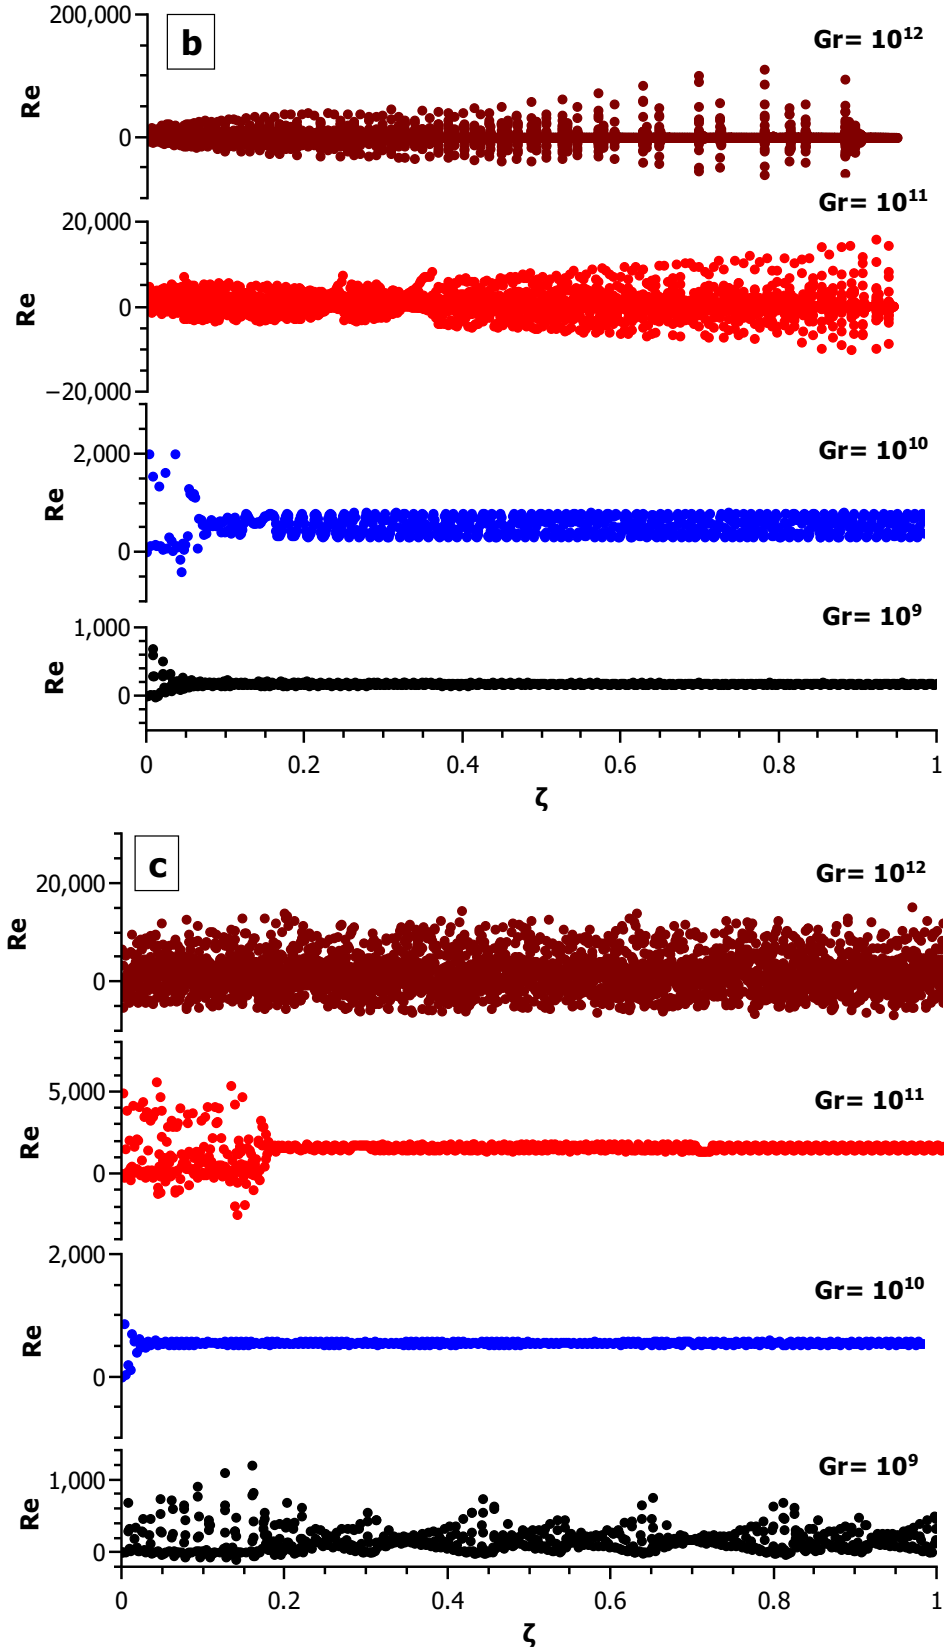 200,000
b
Gr= 10¹²
Re
0
Gr= 10¹¹
20,000
Re
0
−20,000
Gr= 10¹⁰
2,000
Re
0
Gr= 10⁹
1,000
Re
0
0 0.2 0.4 0.6 0.8 1
ζ
c
Gr= 10¹²
20,000
Re
0
Gr= 10¹¹
5,000
Re
0
2,000
Gr= 10¹⁰
Re
0
Gr= 10⁹
1,000
Re
0
0 0.2 0.4 0.6 0.8 1
ζ